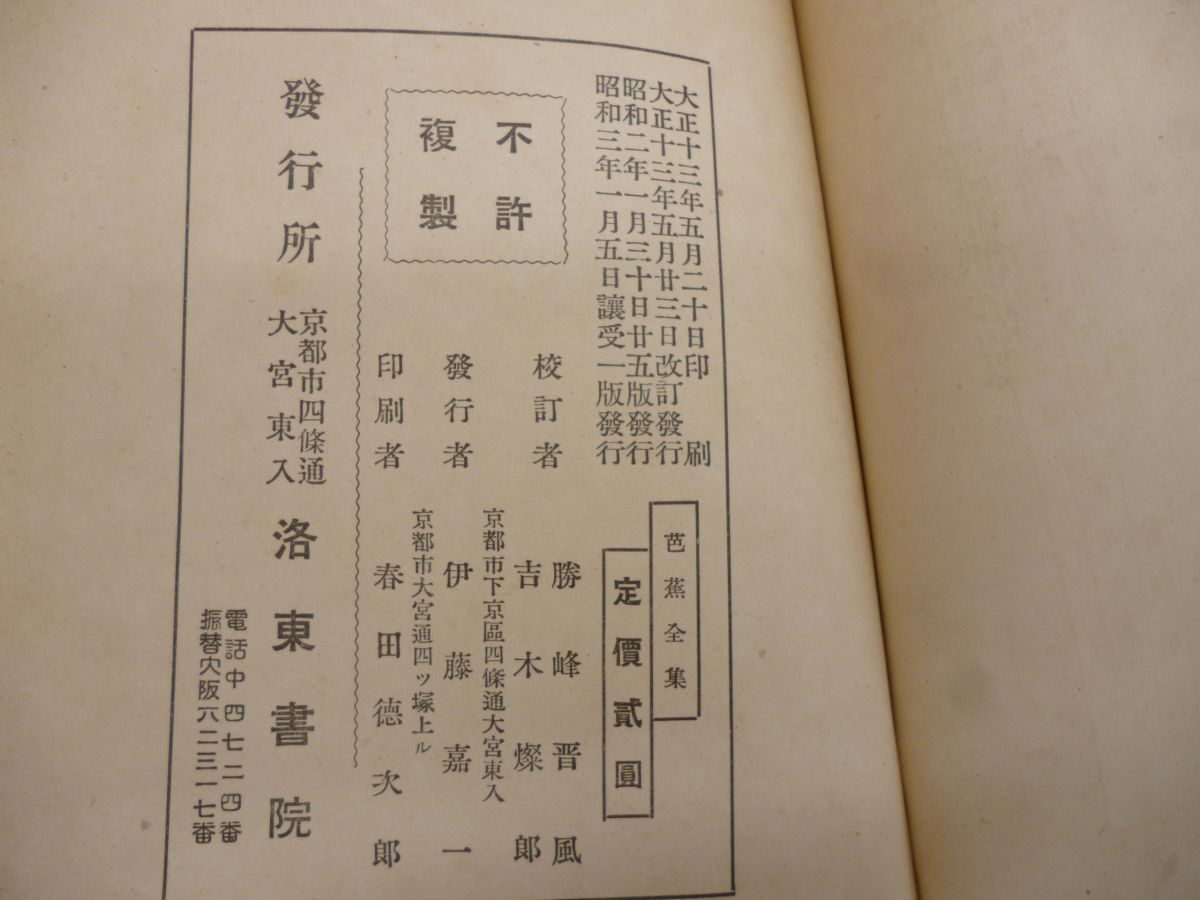 大正十三年五月二十日印刷
大正十三年五月廿三日改訂發行
昭和二年一月三十日廿五版發行
昭和三年一月五日讓受一版發行
芭蕉全集
定價貳圓
不許
複製
校訂者
勝峰晋風
吉木燦郎
京都市下京區四條通大宮東入
發行者
伊藤嘉一
京都市大宮通四ツ塚上ル
印刷者
春田德次郎
發行所
京都市四條通
大宮東入
洛東書院
電話中四七二四番
振替大阪六二三一七番